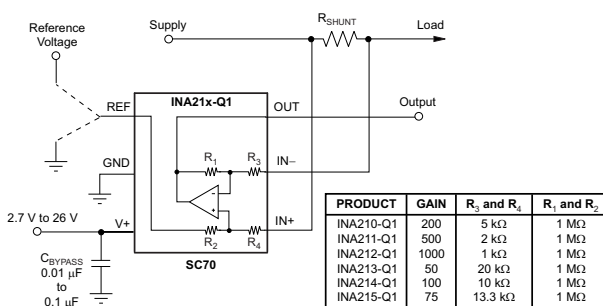 Reference
Voltage
Supply
RSHUNT
Load
REF
INA21x-Q1
OUT
Output
GND
R1
R3
IN−
2.7 V to 26 V
V+
R2
R4
IN+
CBYPASS
0.01 µF
to
0.1 µF
SC70
PRODUCT GAIN R3 and R4 R1 and R2
INA210-Q1 200 5 kΩ 1 MΩ
INA211-Q1 500 2 kΩ 1 MΩ
INA212-Q1 1000 1 kΩ 1 MΩ
INA213-Q1 50 20 kΩ 1 MΩ
INA214-Q1 100 10 kΩ 1 MΩ
INA215-Q1 75 13.3 kΩ 1 MΩ